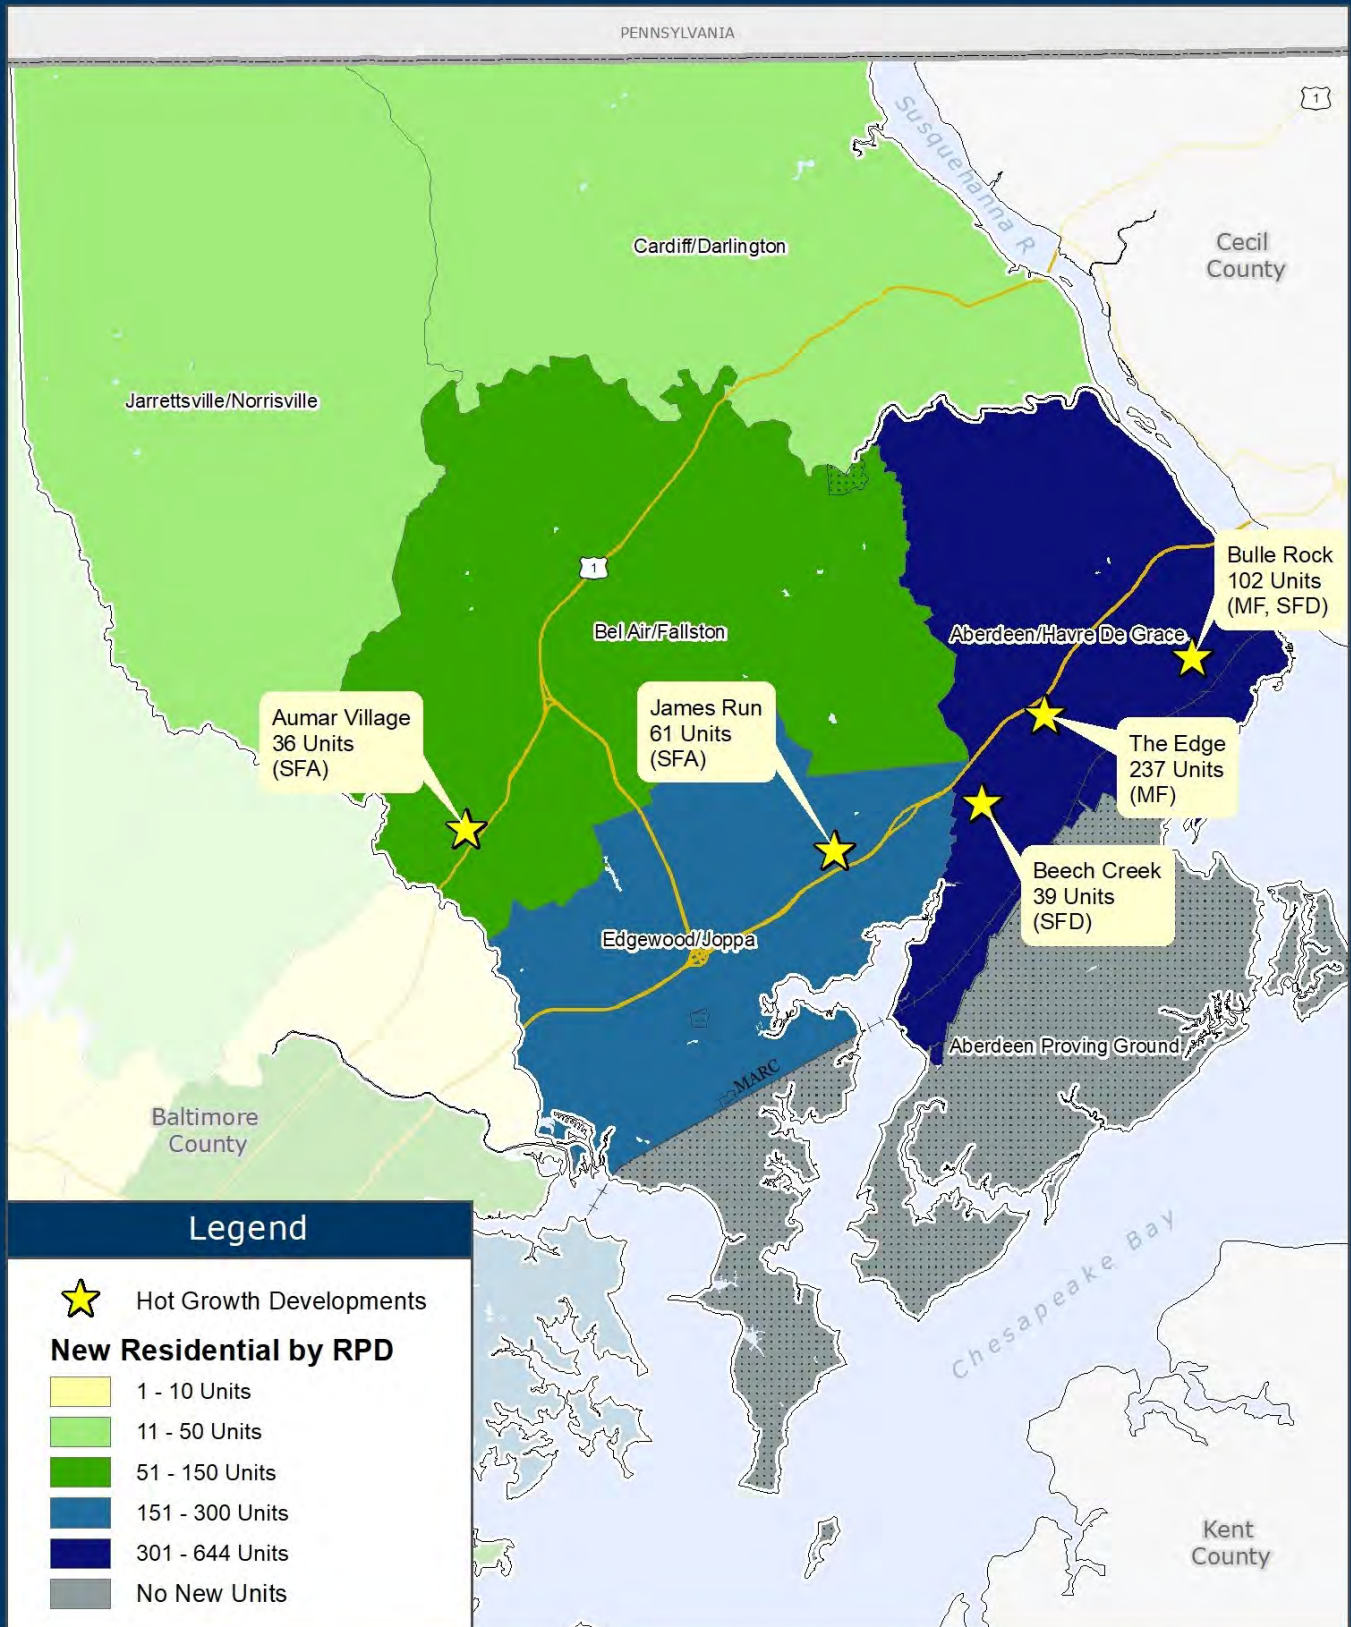 PENNSYLVANIA
1
Susquehanna R
Cecil
County
Cardiff/Darlington
Jarrettsville/Norrisville
1
Bel Air/Fallston
Aberdeen/Havre De Grace
Bulle Rock
102 Units
(MF, SFD)
Aumar Village
36 Units
(SFA)
James Run
61 Units
(SFA)
The Edge
237 Units
(MF)
Beech Creek
39 Units
(SFD)
Edgewood/Joppa
Aberdeen Proving Ground
MARC
Baltimore
County
Chesapeake Bay
Kent
County
Legend
Hot Growth Developments
New Residential by RPD
1 - 10 Units
11 - 50 Units
51 - 150 Units
151 - 300 Units
301 - 644 Units
No New Units